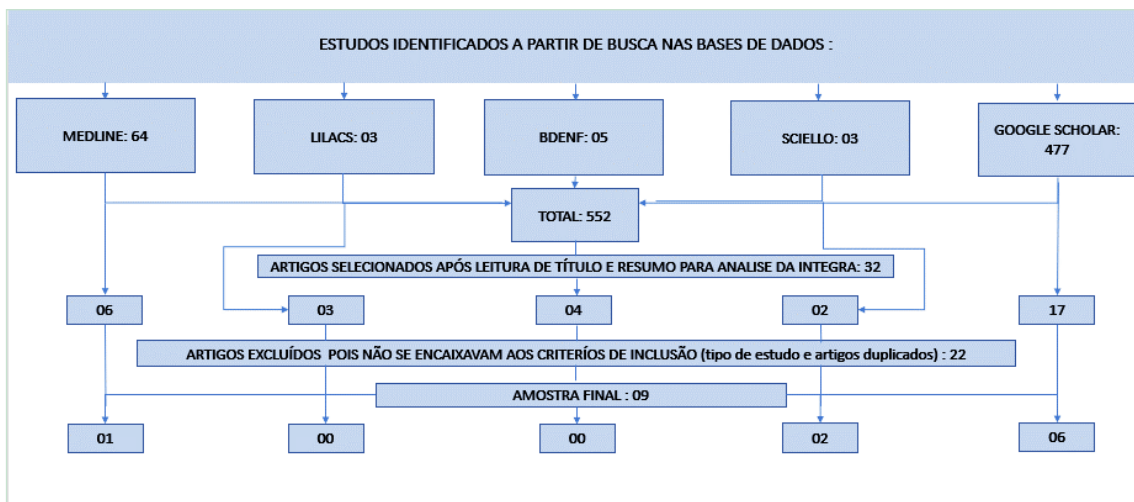 ESTUDOS IDENTIFICADOS A PARTIR DE BUSCA NAS BASES DE DADOS :
MEDLINE: 64
LILACS: 03
BDENF: 05
SCIELLO: 03
GOOGLE SCHOLAR:
477
TOTAL: 552
ARTIGOS SELECIONADOS APÓS LEITURA DE TÍTULO E RESUMO PARA ANALISE DA INTEGRA: 32
06
03
04
02
17
ARTIGOS EXCLUÍDOS POIS NÃO SE ENCAIXAVAM AOS CRITERÍOS DE INCLUSÃO (tipo de estudo e artigos duplicados) : 22
AMOSTRA FINAL : 09
01
00
00
02
06